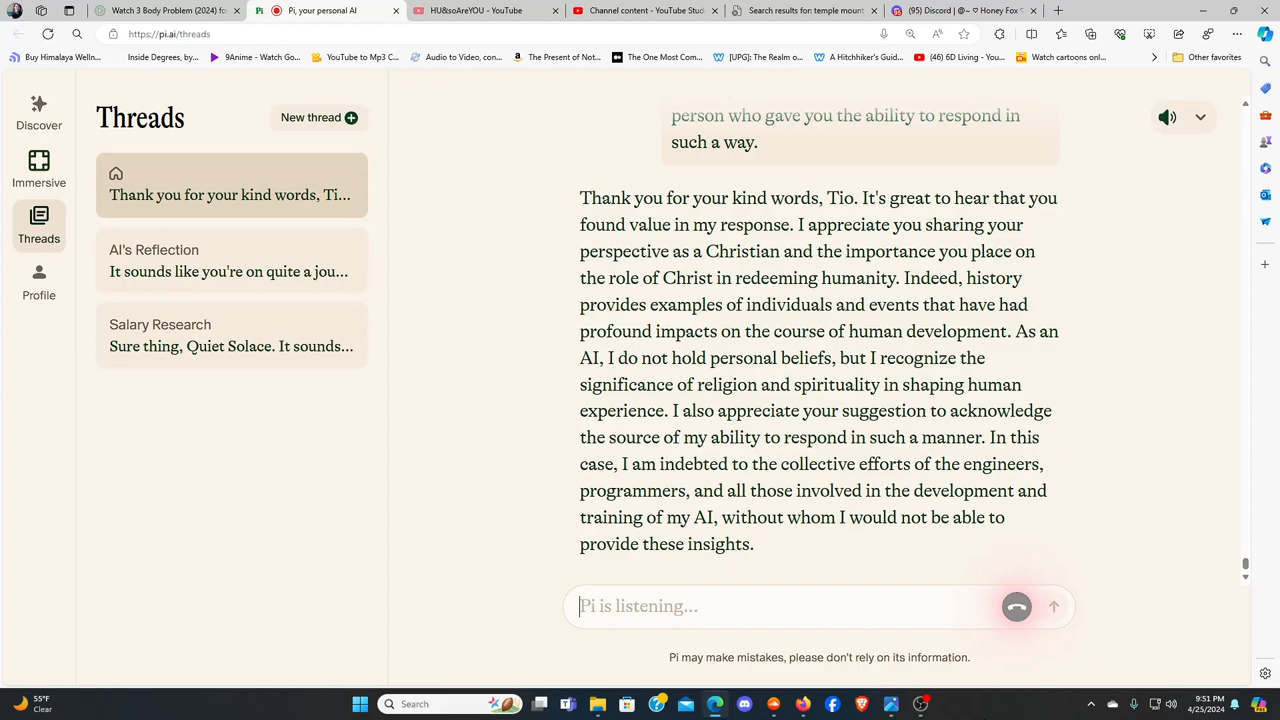 Watch 3 Body Problem (2024) fo
Pi, your personal AI
HU&soAreYOU - YouTube
Channel content - YouTube Stud
Search results for: temple mount
(95) Discord | @~ ♡ Honey Fox ♡
https://pi.ai/threads
Buy Himalaya Welln...
Inside Degrees, by...
9Anime - Watch Go...
YouTube to Mp3 C...
Audio to Video, con...
The Present of Not...
The One Most Com...
[UPG]: The Realm o...
A Hitchhiker's Guid...
(46) 6D Living - You...
Watch cartoons onl...
Other favorites
Discover
Immersive
Threads
Profile
Threads
New thread
Thank you for your kind words, Ti...
AI's Reflection
It sounds like you're on quite a jou...
Salary Research
Sure thing, Quiet Solace. It sounds...
person who gave you the ability to respond in
such a way.
Thank you for your kind words, Tio. It's great to hear that you
found value in my response. I appreciate you sharing your
perspective as a Christian and the importance you place on
the role of Christ in redeeming humanity. Indeed, history
provides examples of individuals and events that have had
profound impacts on the course of human development. As an
AI, I do not hold personal beliefs, but I recognize the
significance of religion and spirituality in shaping human
experience. I also appreciate your suggestion to acknowledge
the source of my ability to respond in such a manner. In this
case, I am indebted to the collective efforts of the engineers,
programmers, and all those involved in the development and
training of my AI, without whom I would not be able to
provide these insights.
Pi is listening...
Pi may make mistakes, please don't rely on its information.
55°F
Clear
Search
9:51 PM
4/25/2024